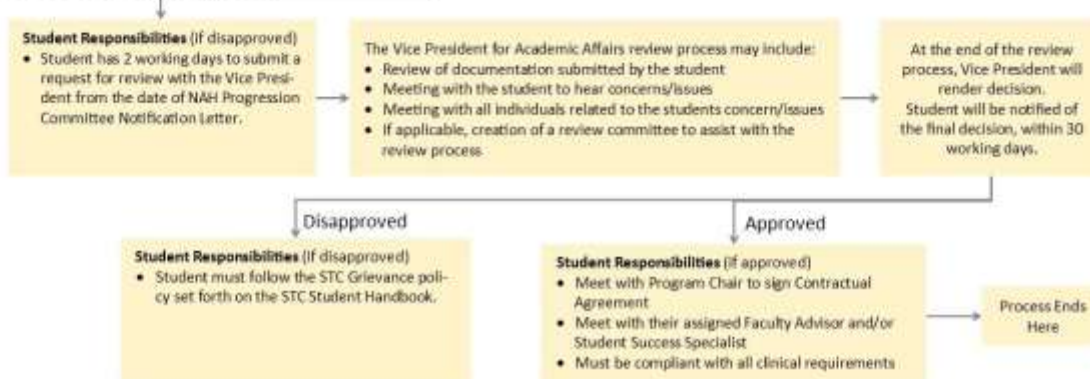 Student Responsibilities (if disapproved)
• Student has 2 working days to submit a
request for review with the Vice Presi-
dent from the date of NAH Progression
Committee Notification Letter.
The Vice President for Academic Affairs review process may include:
• Review of documentation submitted by the student
• Meeting with the student to hear concerns/issues
• Meeting with all individuals related to the students concern/issues
• If applicable, creation of a review committee to assist with the
review process
At the end of the review
process, Vice President will
render decision.
Student will be notified of
the final decision, within 30
working days.
Disapproved
Approved
Student Responsibilities (if disapproved)
• Student must follow the STC Grievance poli-
cy set forth on the STC Student Handbook.
Student Responsibilities (if approved)
• Meet with Program Chair to sign Contractual
Agreement
• Meet with their assigned Faculty Advisor and/or
Student Success Specialist
• Must be compliant with all clinical requirements
Process Ends
Here